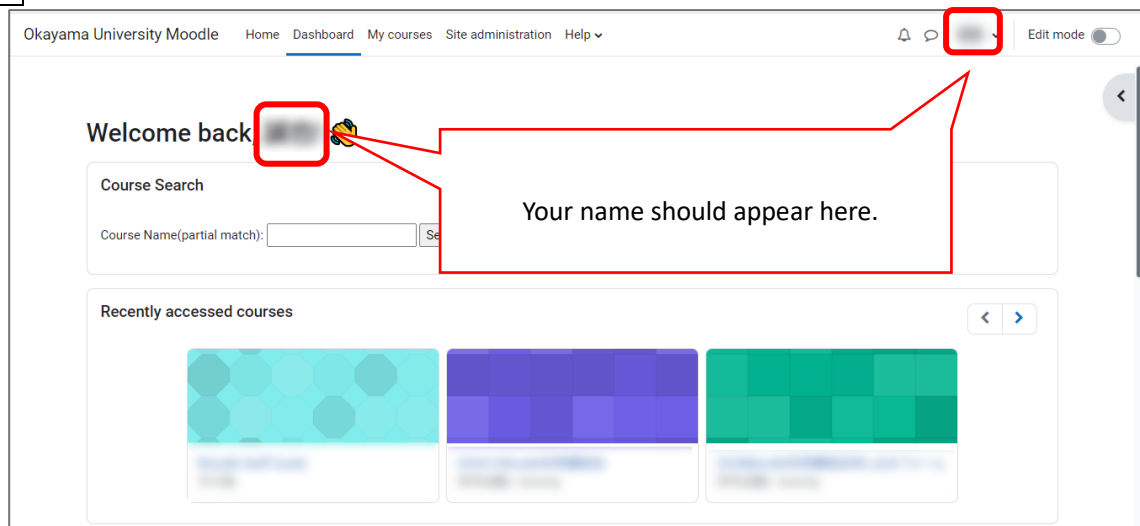 Okayama University Moodle Home Dashboard My courses Site administration Help Edit mode
Welcome back,
Course Search
Your name should appear here.
Course Name(partial match):
Recently accessed courses